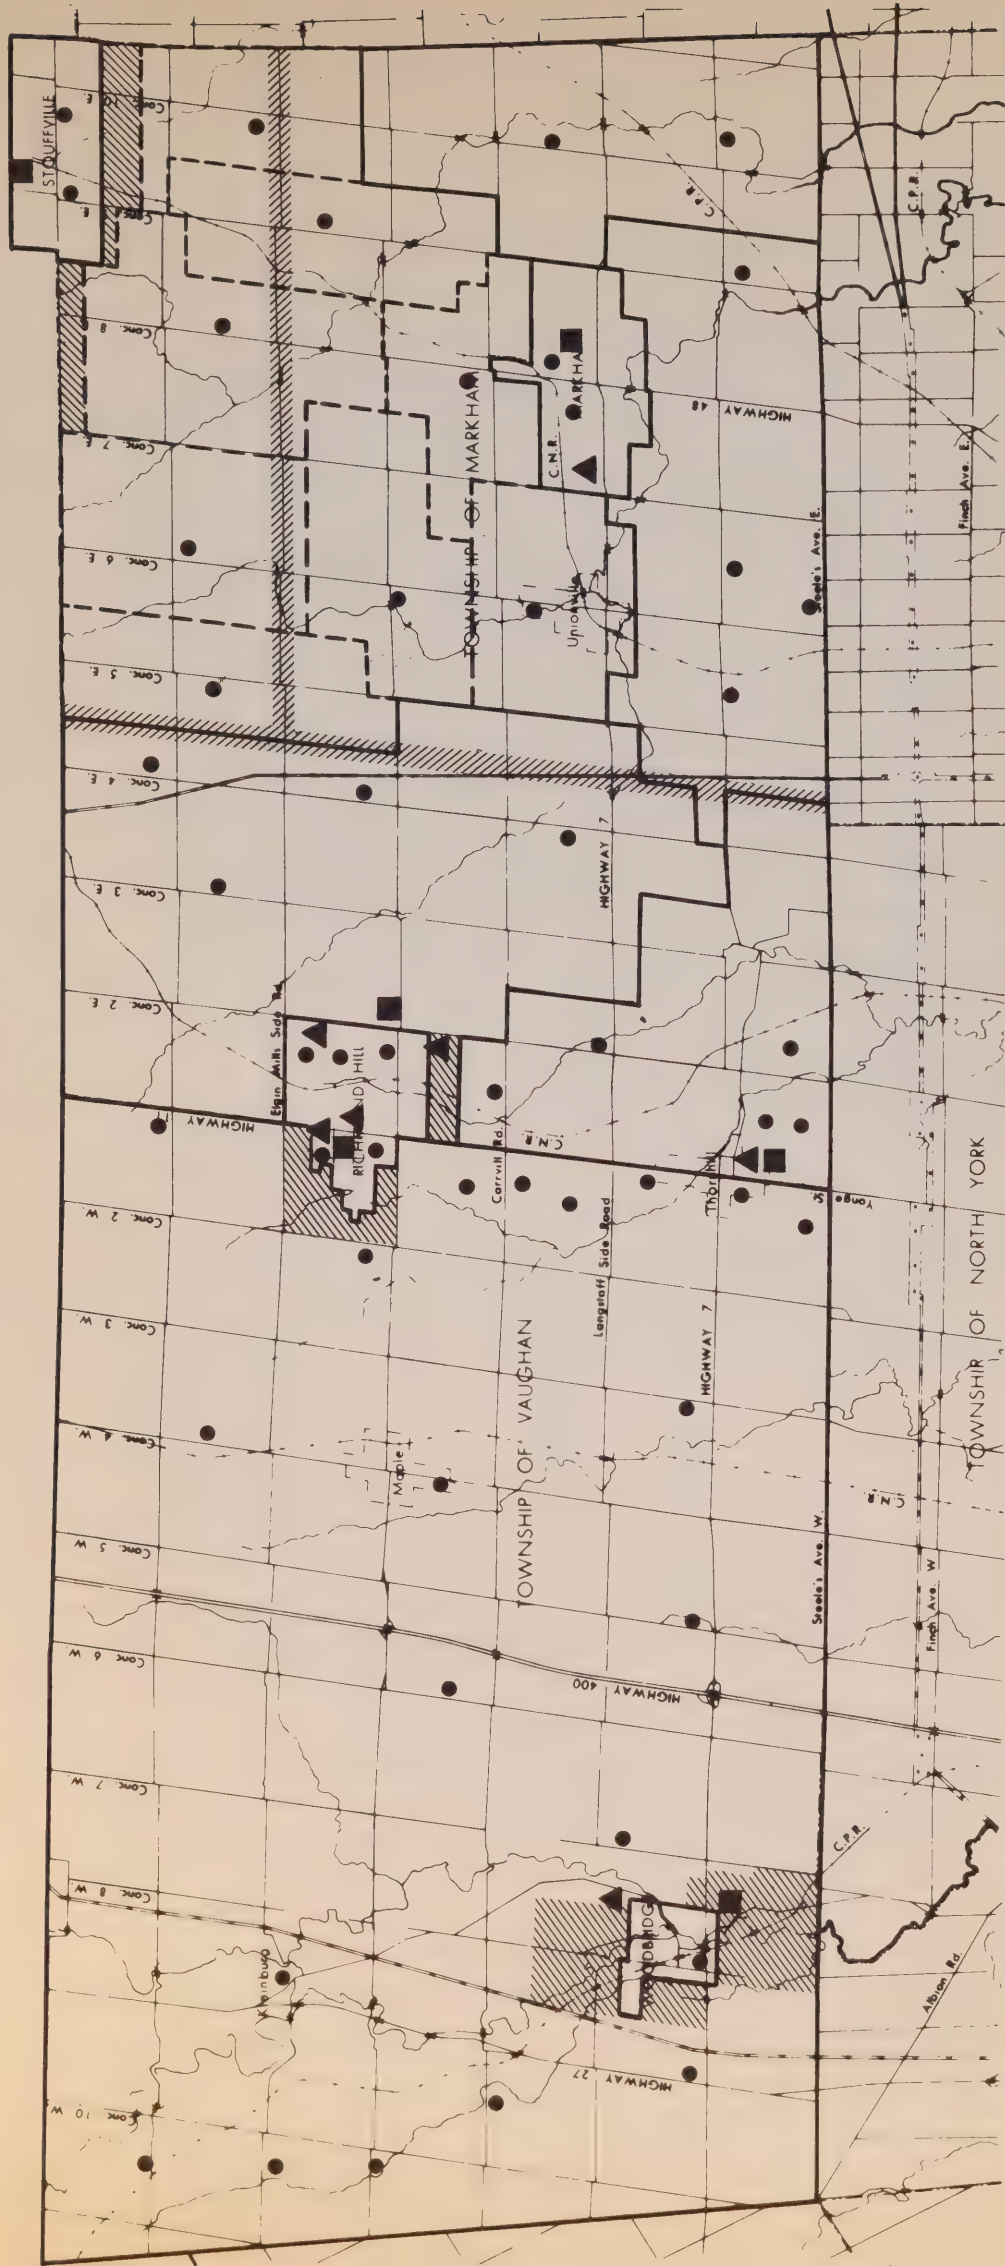 STOUFFVILLE
Conc. 10 E.
Conc. 8
Conc. 7 E.
Conc. 6 E.
Conc. 5 E.
Conc. 4 E.
Conc. 3 E.
Conc. 2 E.
TOWNSHIP OF MARKHAM
MARKHAM
C.N.R.
Unionville
C.P.R.
C.P.R.
HIGHWAY 48
Steele's Ave. E.
Finch Ave. E.
HIGHWAY 7
Elgin Mills Side Rd.
RICHMOND HILL
HIGHWAY
Carrville Rd.
C.N.R.
Langstaff Side Road
Thornhill
Yonge St.
Conc. 2 W
Conc. 3 W.
Conc. 4 W.
Conc. 5 W
Conc. 6 W
Conc. 7 W
Conc. 8 W
Conc. 10 W
Maple
TOWNSHIP OF VAUGHAN
HIGHWAY 7
TOWNSHIP OF NORTH YORK
C.N.R.
Steele's Ave. W.
Finch Ave. W
HIGHWAY 400
C.P.R.
WOODBRIDGE
Kleinburg
HIGHWAY 27
Albion Rd.